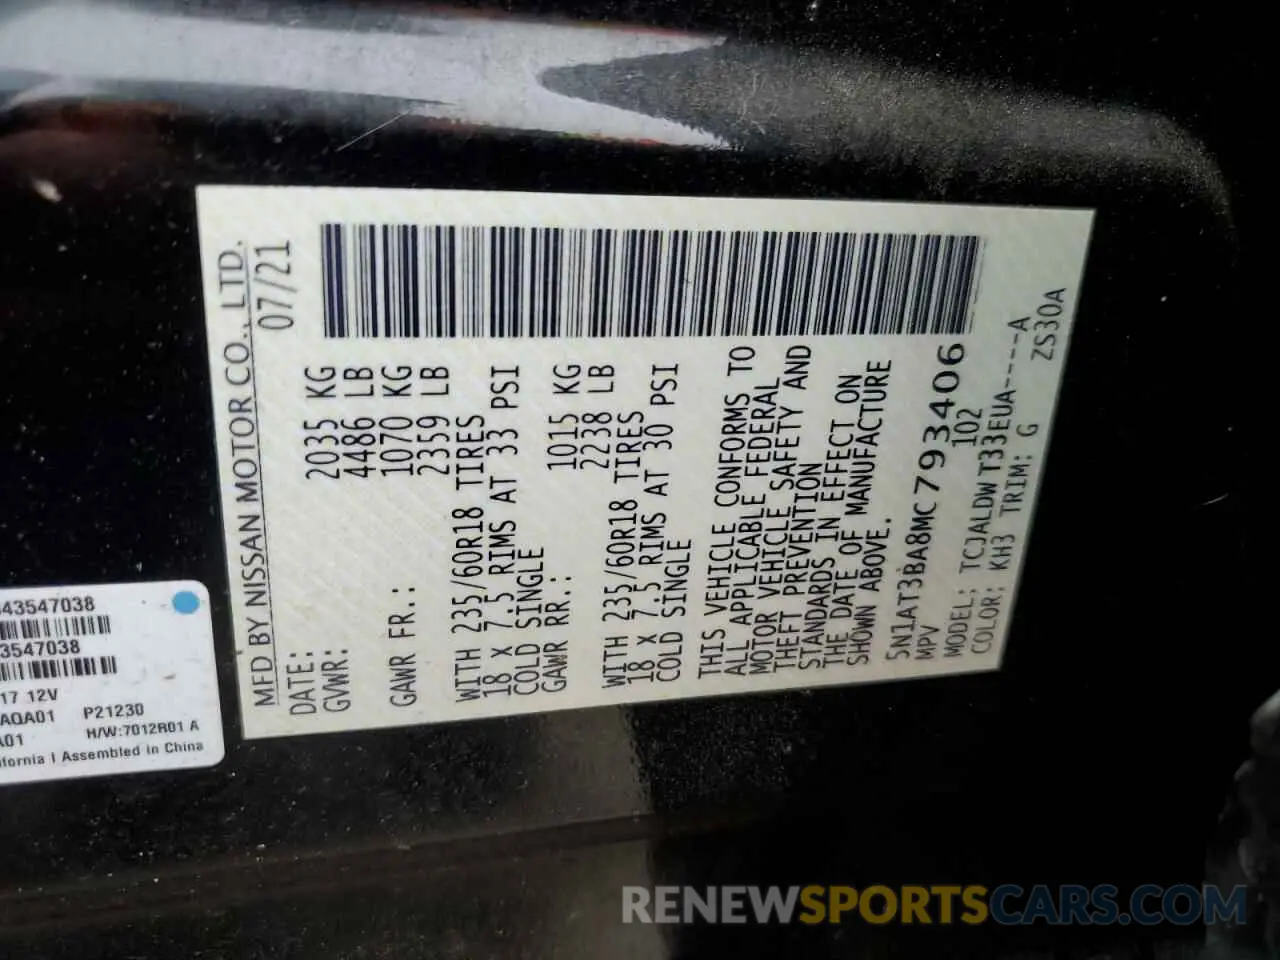 MFD BY NISSAN MOTOR CO., LTD.
DATE: 07/21
GVWR: 2035 KG
4486 LB
GAWR FR.: 1070 KG
2359 LB
WITH 235/60R18 TIRES
18 X 7.5 RIMS AT 33 PSI
COLD SINGLE
GAWR RR.: 1015 KG
2238 LB
WITH 235/60R18 TIRES
18 X 7.5 RIMS AT 30 PSI
COLD SINGLE
THIS VEHICLE CONFORMS TO
ALL APPLICABLE FEDERAL
MOTOR VEHICLE SAFETY AND
THEFT PREVENTION
STANDARDS IN EFFECT ON
THE DATE OF MANUFACTURE
SHOWN ABOVE.
5N1AT3BA8MC793406
MPV 102
MODEL: TCJALDWT33EUA-----A
COLOR: KH3 TRIM: G ZS30A
43547038
3547038
17 12V
AQA01 P21230
A01 H/W:7012R01 A
ifornia | Assembled in China
RENEWSPORTSCARS.COM